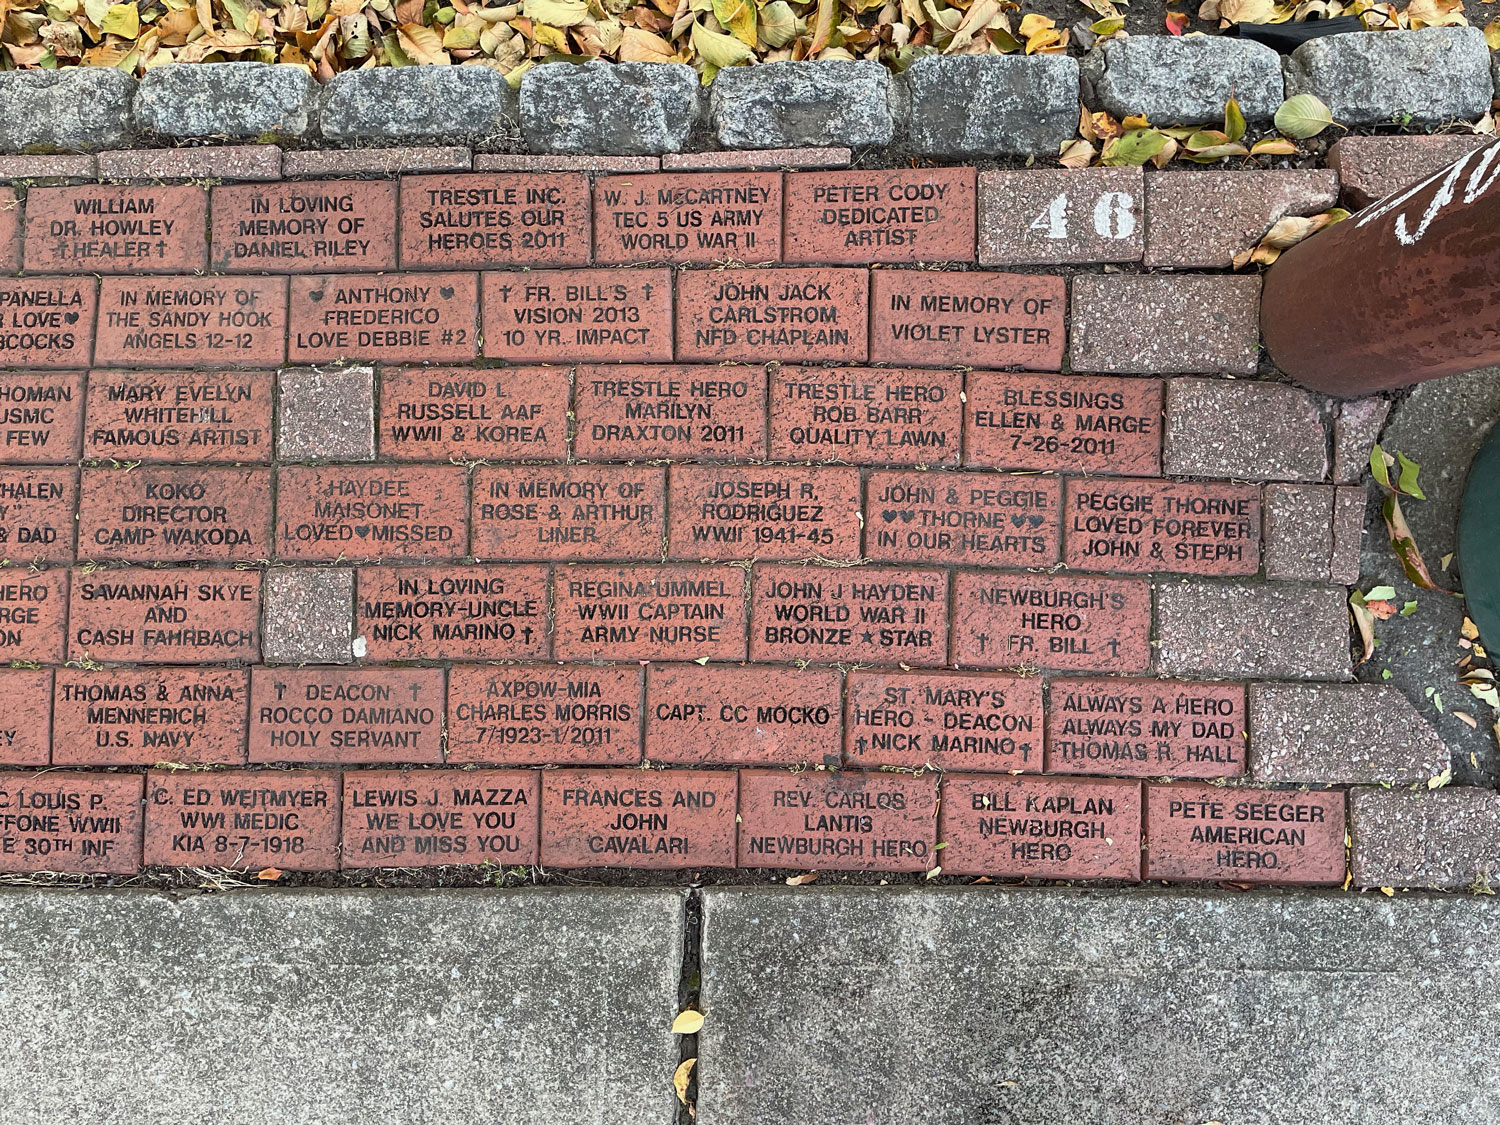 WILLIAM
DR. HOWLEY
✝HEALER✝
IN LOVING
MEMORY OF
DANIEL RILEY
TRESTLE INC.
SALUTES OUR
HEROES 2011
W. J. McCARTNEY
TEC 5 US ARMY
WORLD WAR II
PETER CODY
DEDICATED
ARTIST
46
PANELLA
LOVE♥
COCKS
IN MEMORY OF
THE SANDY HOOK
ANGELS 12-12
♥ ANTHONY ♥
FREDERICO
LOVE DEBBIE #2
✝ FR. BILL'S ✝
VISION 2013
10 YR. IMPACT
JOHN JACK
CARLSTROM
NFD CHAPLAIN
IN MEMORY OF
VIOLET LYSTER
HOMAN
USMC
FEW
MARY EVELYN
WHITEHILL
FAMOUS ARTIST
DAVID L.
RUSSELL AAF
WWII & KOREA
TRESTLE HERO
MARILYN
DRAXTON 2011
TRESTLE HERO
ROB BARR
QUALITY LAWN
BLESSINGS
ELLEN & MARGE
7-26-2011
HALEN
Y"
& DAD
KOKO
DIRECTOR
CAMP WAKODA
HAYDEE
MAISONET
LOVED♥MISSED
IN MEMORY OF
ROSE & ARTHUR
LINER
JOSEPH R.
RODRIGUEZ
WWII 1941-45
JOHN & PEGGIE
♥♥THORNE♥♥
IN OUR HEARTS
PEGGIE THORNE
LOVED FOREVER
JOHN & STEPH
HERO
RGE
ON
SAVANNAH SKYE
AND
CASH FAHRBACH
IN LOVING
MEMORY-UNCLE
NICK MARINO✝
REGINA UMMEL
WWII CAPTAIN
ARMY NURSE
JOHN J HAYDEN
WORLD WAR II
BRONZE ★ STAR
NEWBURGH'S
HERO
✝ FR. BILL ✝
EY
THOMAS & ANNA
MENNERICH
U.S. NAVY
✝ DEACON ✝
ROCCO DAMIANO
HOLY SERVANT
AXPOW-MIA
CHARLES MORRIS
7/1923-1/2011
CAPT. CC MOCKO
ST. MARY'S
HERO - DEACON
✝NICK MARINO✝
ALWAYS A HERO
ALWAYS MY DAD
THOMAS R. HALL
C LOUIS P.
FFONE WWII
E 30TH INF
C. ED WEITMYER
WWI MEDIC
KIA 8-7-1918
LEWIS J. MAZZA
WE LOVE YOU
AND MISS YOU
FRANCES AND
JOHN
CAVALARI
REV. CARLOS
LANTIS
NEWBURGH HERO
BILL KAPLAN
NEWBURGH
HERO
PETE SEEGER
AMERICAN
HERO